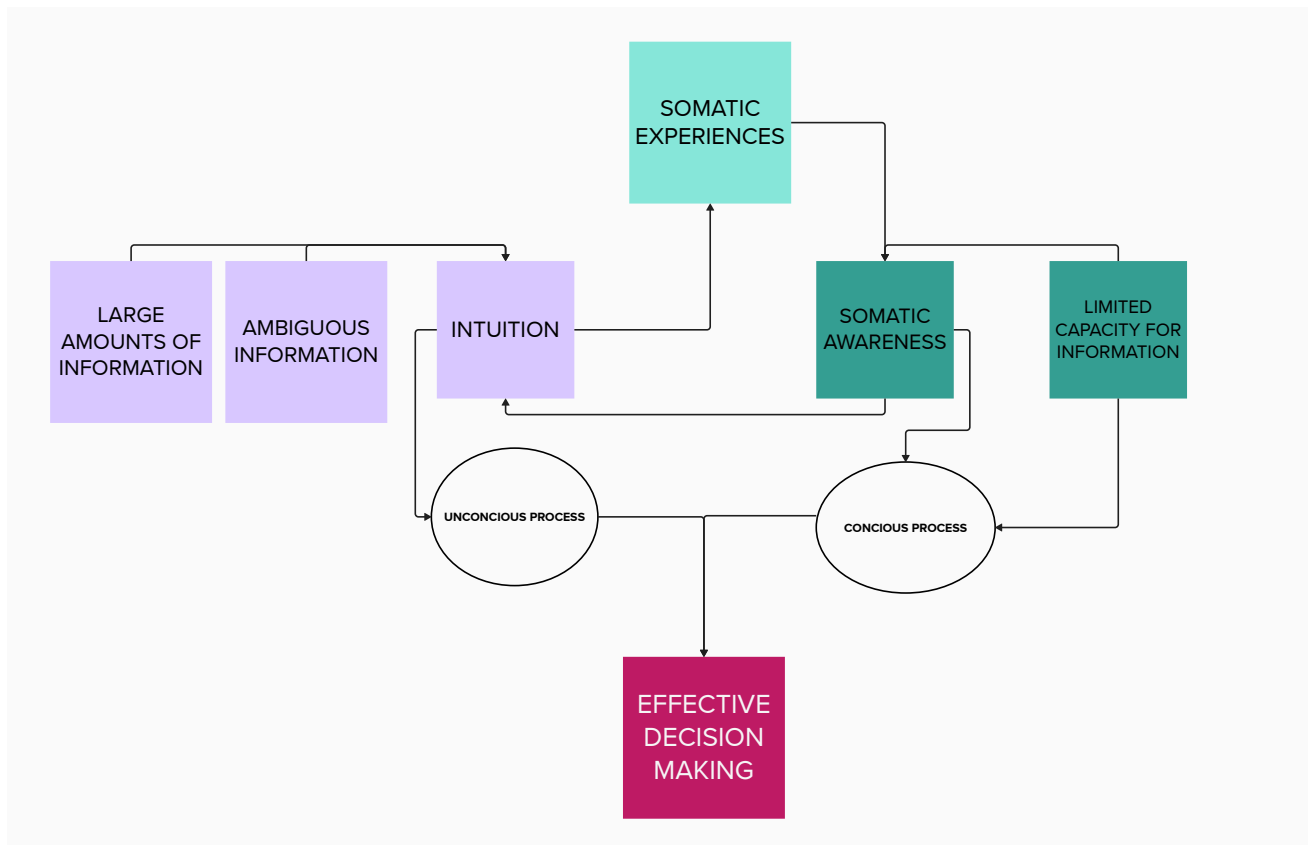 SOMATIC
EXPERIENCES
LARGE
AMOUNTS OF
INFORMATION
AMBIGUOUS
INFORMATION
INTUITION
SOMATIC
AWARENESS
LIMITED
CAPACITY FOR
INFORMATION
UNCONCIOUS PROCESS
CONCIOUS PROCESS
EFFECTIVE
DECISION
MAKING